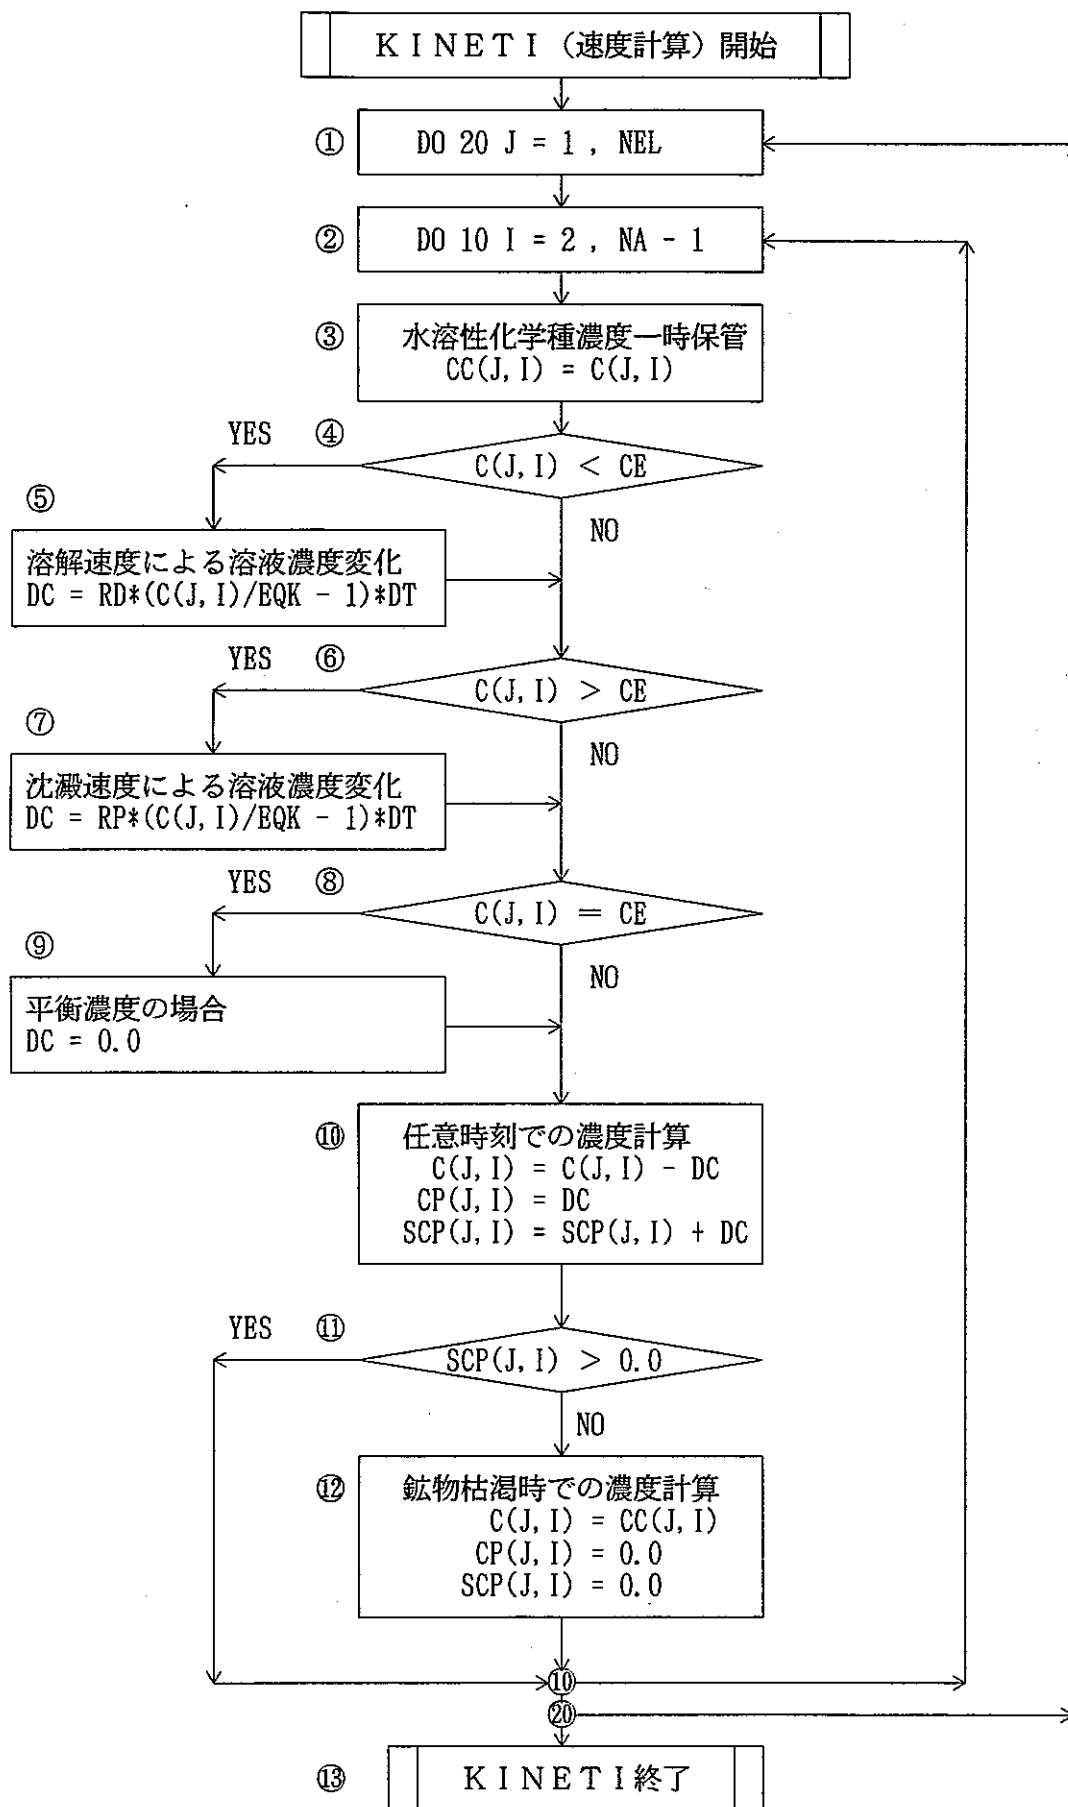 ＫＩＮＥＴＩ（速度計算）開始
① DO 20 J = 1 , NEL
② DO 10 I = 2 , NA - 1
③ 水溶性化学種濃度一時保管
CC(J, I) = C(J, I)
YES ④
C(J, I) < CE
NO
⑤
溶解速度による溶液濃度変化
DC = RD*(C(J, I)/EQK - 1)*DT
YES ⑥
C(J, I) > CE
NO
⑦
沈澱速度による溶液濃度変化
DC = RP*(C(J, I)/EQK - 1)*DT
YES ⑧
C(J, I) = CE
NO
⑨
平衡濃度の場合
DC = 0.0
⑩ 任意時刻での濃度計算
C(J, I) = C(J, I) - DC
CP(J, I) = DC
SCP(J, I) = SCP(J, I) + DC
YES ⑪
SCP(J, I) > 0.0
NO
⑫ 鉱物枯渇時での濃度計算
C(J, I) = CC(J, I)
CP(J, I) = 0.0
SCP(J, I) = 0.0
⑩
⑳
⑬ ＫＩＮＥＴＩ終了